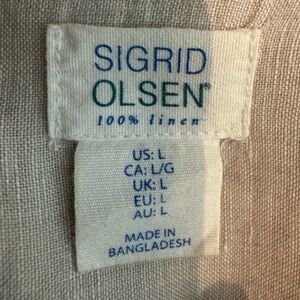 SIGRID
OLSEN®
100% linen
US: L
CA: L/G
UK: L
EU: L
AU: L
MADE IN
BANGLADESH